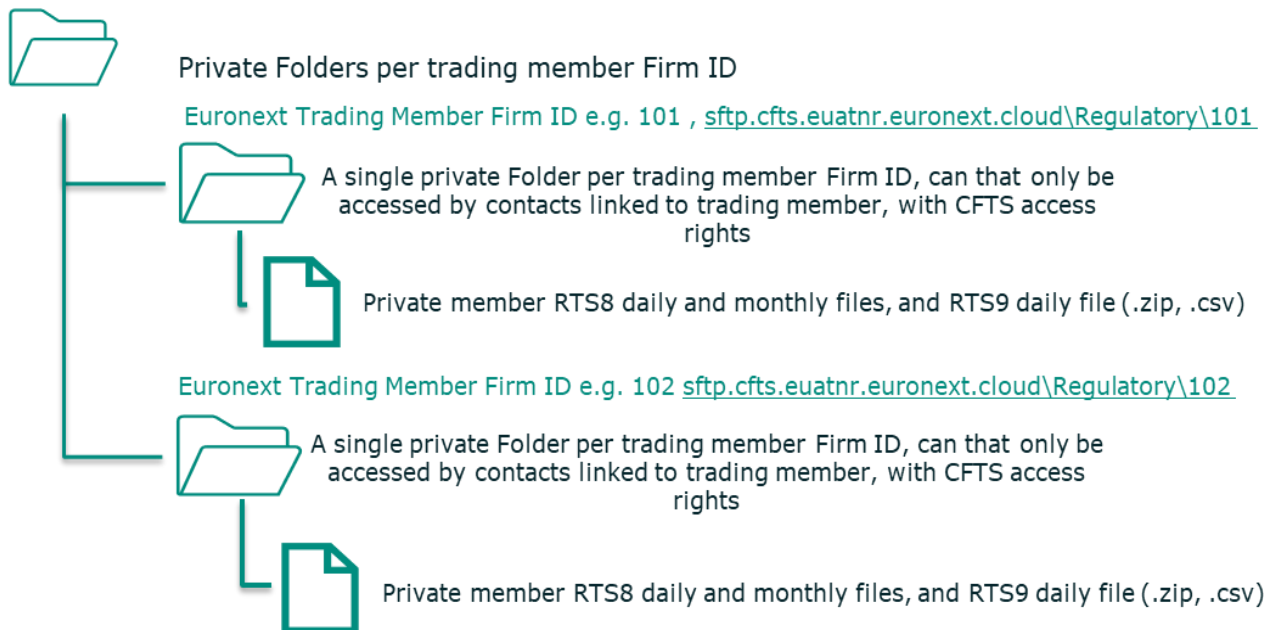 Private Folders per trading member Firm ID
Euronext Trading Member Firm ID e.g. 101 , sftp.cfts.euatnr.euronext.cloud\Regulatory\101
A single private Folder per trading member Firm ID, can that only be
accessed by contacts linked to trading member, with CFTS access
rights
Private member RTS8 daily and monthly files, and RTS9 daily file (.zip, .csv)
Euronext Trading Member Firm ID e.g. 102 sftp.cfts.euatnr.euronext.cloud\Regulatory\102
A single private Folder per trading member Firm ID, can that only be
accessed by contacts linked to trading member, with CFTS access
rights
Private member RTS8 daily and monthly files, and RTS9 daily file (.zip, .csv)